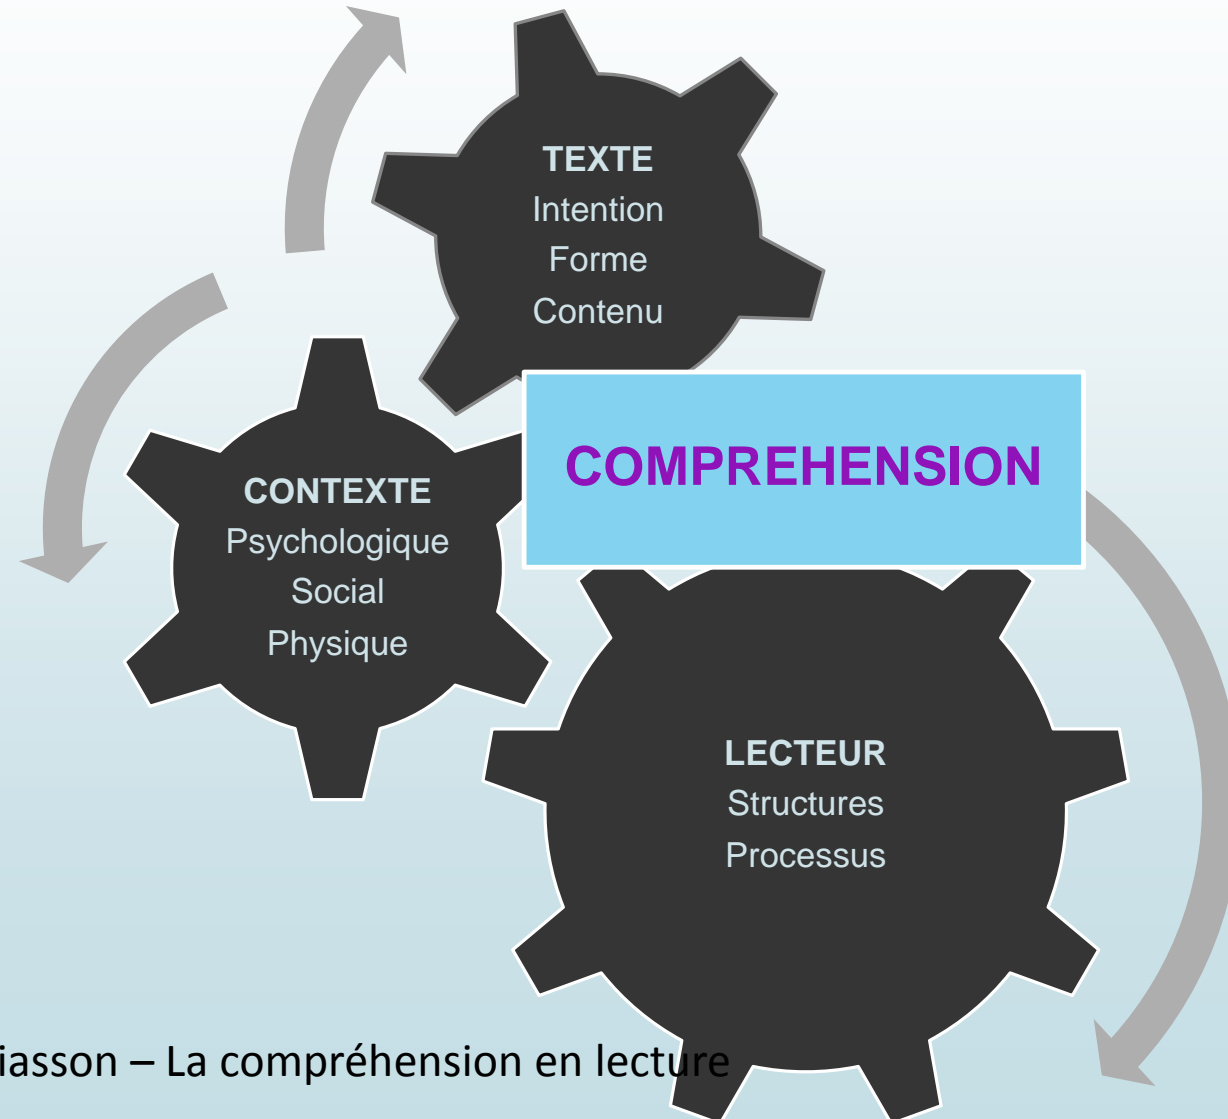 TEXTE
Intention
Forme
Contenu
COMPREHENSION
CONTEXTE
Psychologique
Social
Physique
LECTEUR
Structures
Processus
iasson – La compréhension en lecture